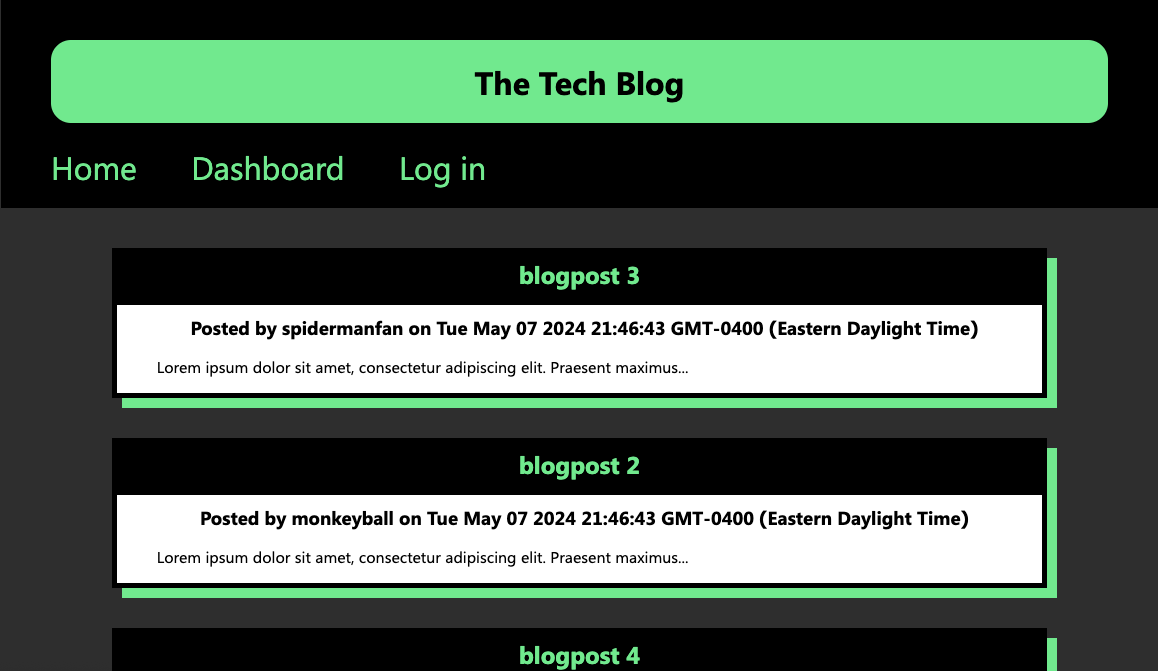 The Tech Blog
Home Dashboard Log in
blogpost 3
Posted by spidermanfan on Tue May 07 2024 21:46:43 GMT-0400 (Eastern Daylight Time)
Lorem ipsum dolor sit amet, consectetur adipiscing elit. Praesent maximus...
blogpost 2
Posted by monkeyball on Tue May 07 2024 21:46:43 GMT-0400 (Eastern Daylight Time)
Lorem ipsum dolor sit amet, consectetur adipiscing elit. Praesent maximus...
blogpost 4